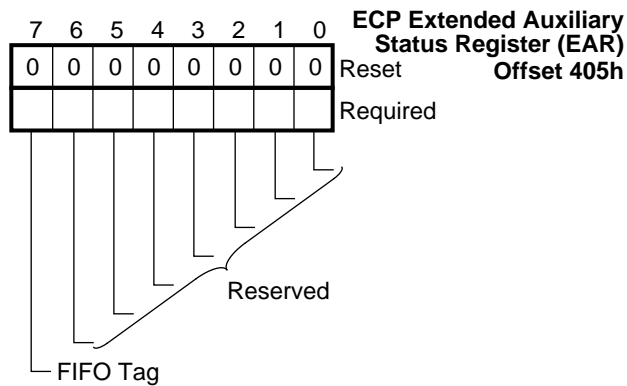 ECP Extended Auxiliary
Status Register (EAR)
Offset 405h
7 6 5 4 3 2 1 0
0 0 0 0 0 0 0 0 Reset
Required
Reserved
FIFO Tag